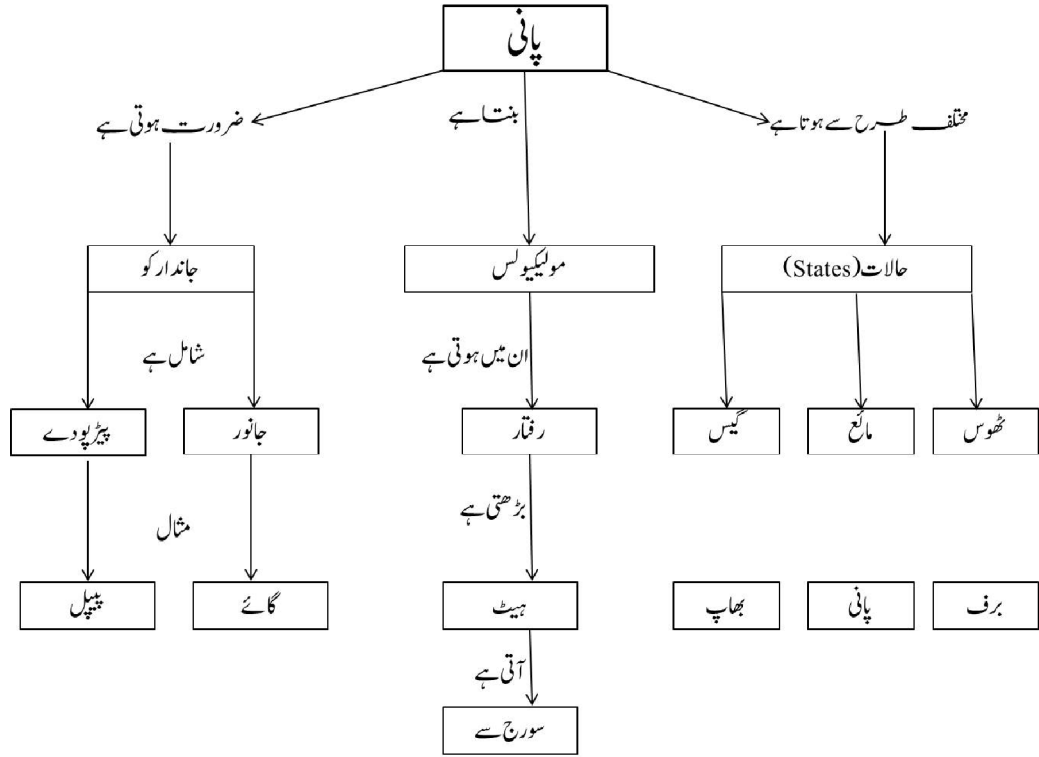 پانی
مختلف طرح سے ہوتا ہے
بنتا ہے
ضرورت ہوتی ہے
حالات (States)
مولیکیولس
جاندار کو
ان میں ہوتی ہے
شامل ہے
ٹھوس
مائع
گیس
رفتار
جانور
پیڑپودے
بڑھتی ہے
مثال
برف
پانی
بھاپ
ہیٹ
گائے
پیپل
آتی ہے
سورج سے